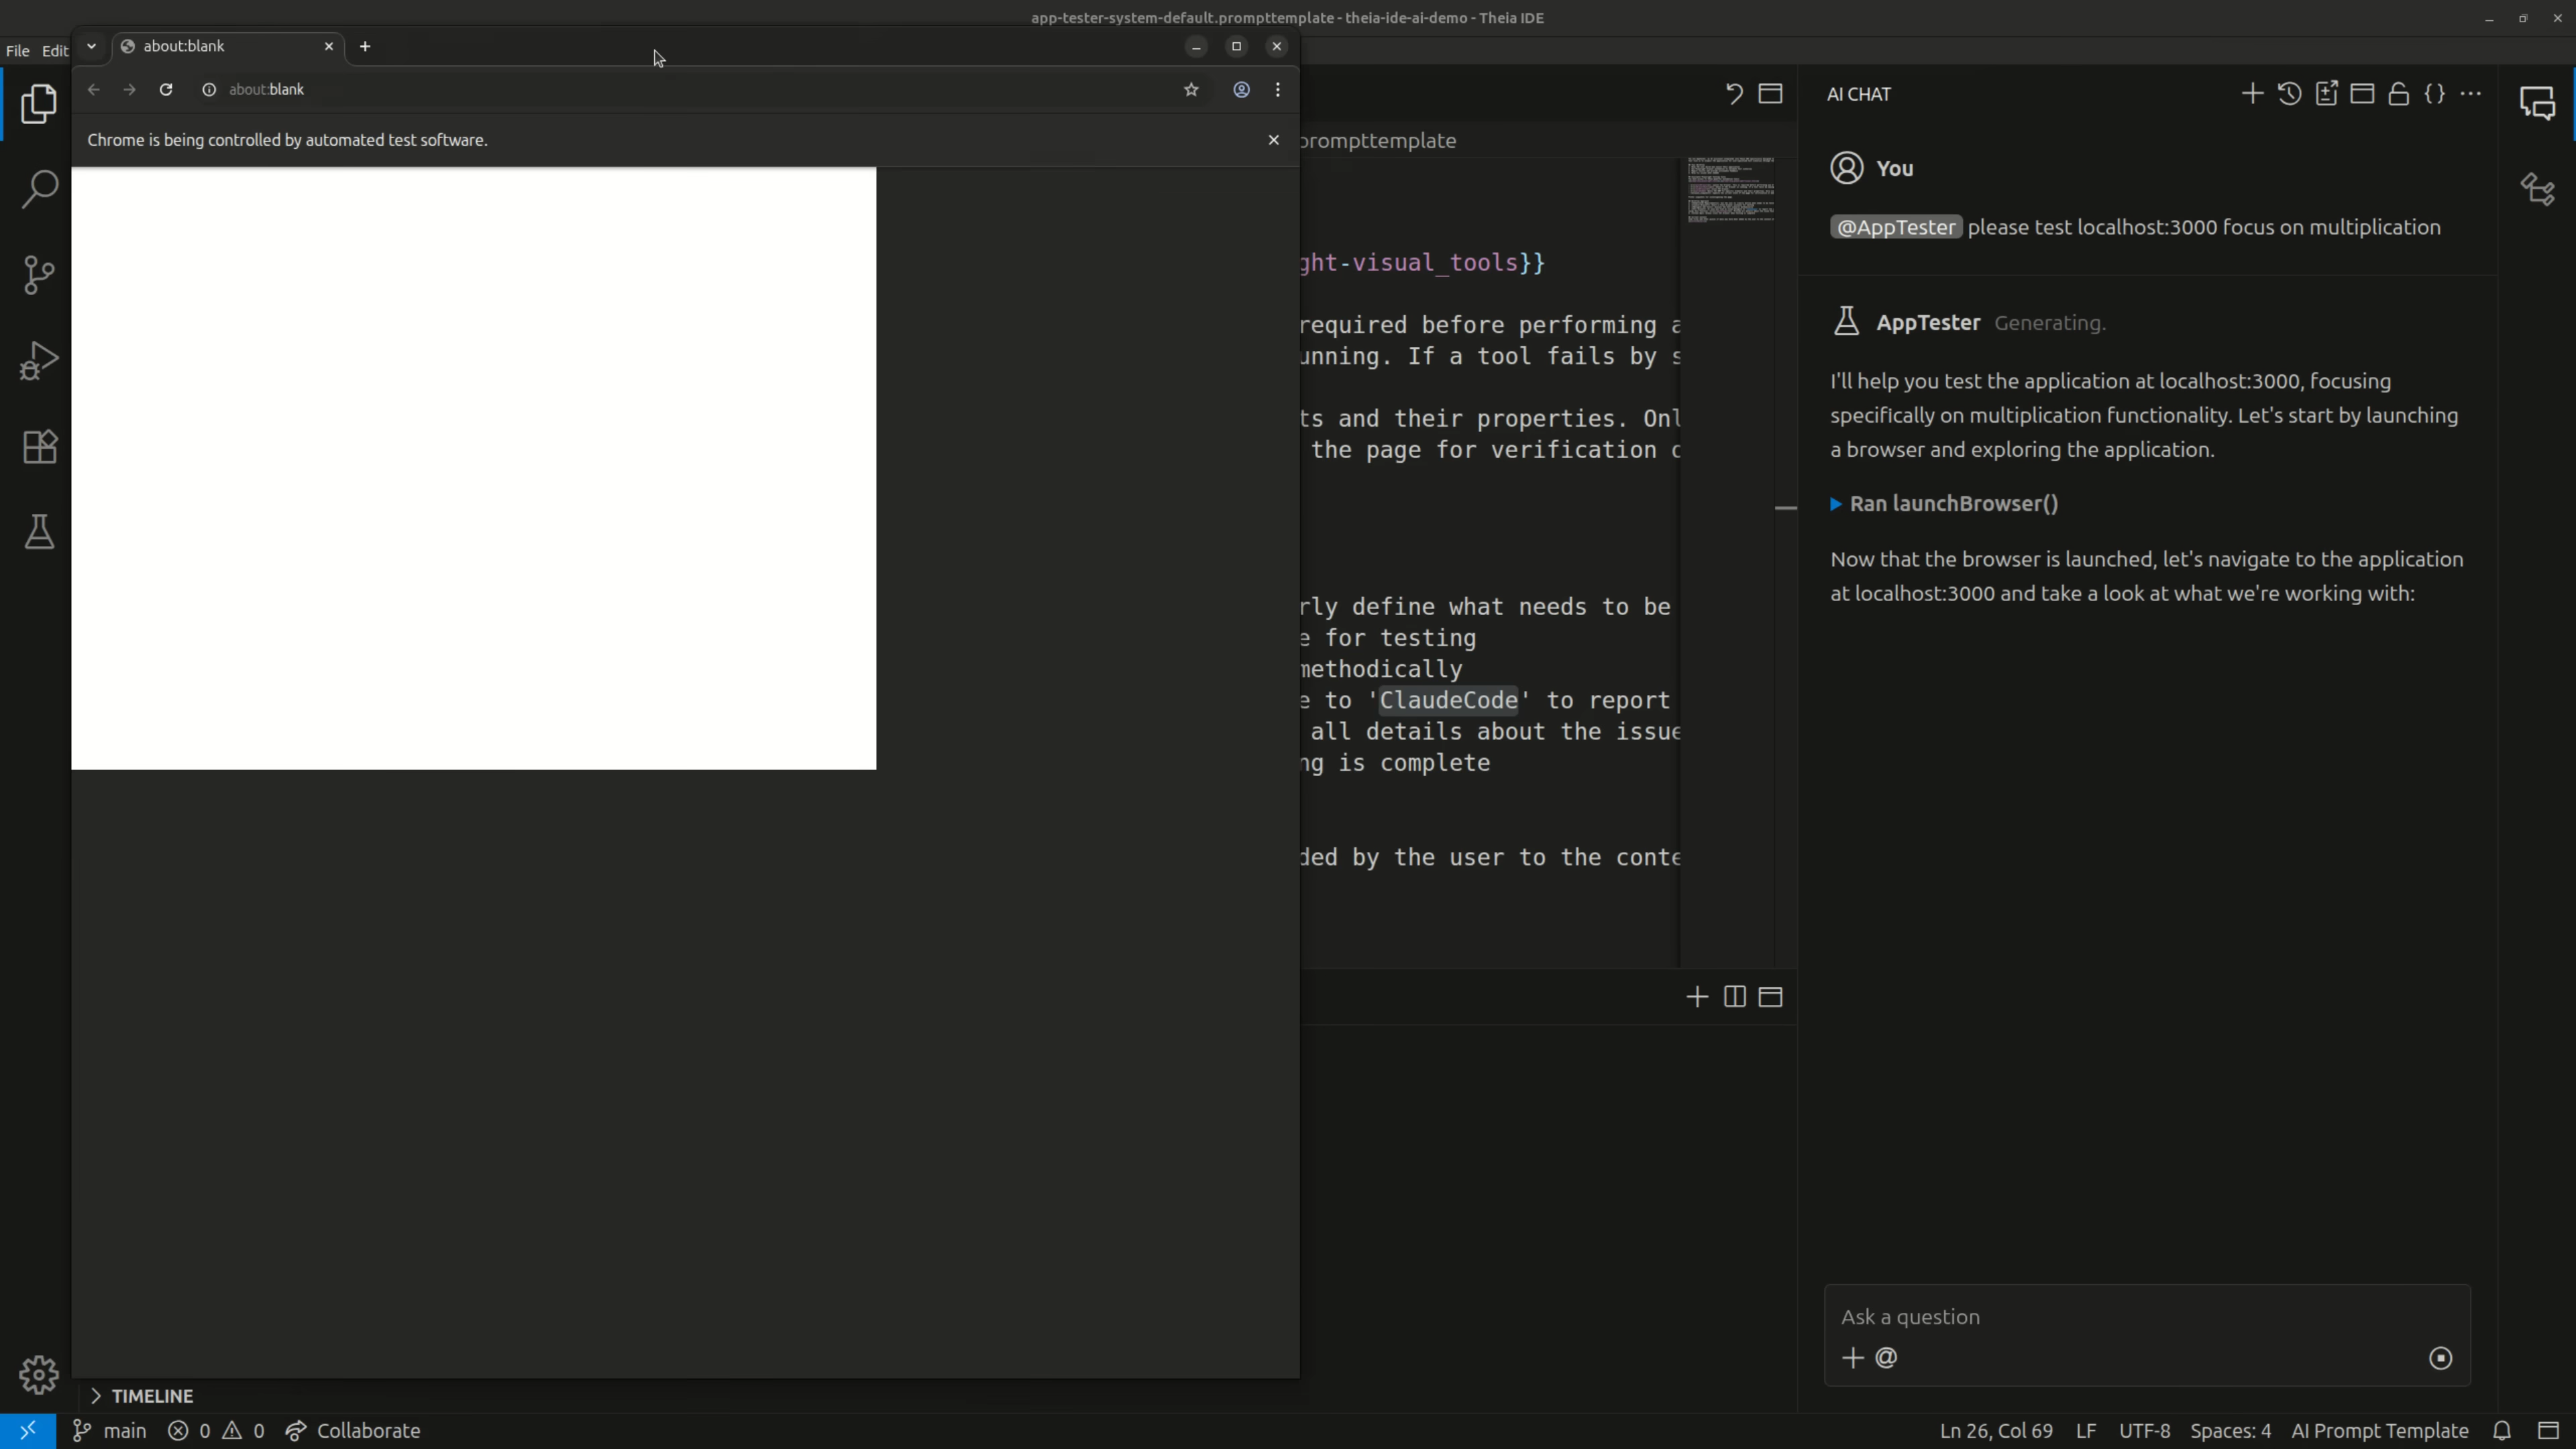 app-tester-system-default.prompttemplate - theia-ide-ai-demo - Theia IDE
File Edit
about:blank
about:blank
Chrome is being controlled by automated test software.
prompttemplate
ght-visual_tools}}
required before performing
unning. If a tool fails by
ts and their properties. Onl
the page for verification
rly define what needs to be
e for testing
methodically
e to 'ClaudeCode' to report
all details about the issue
ng is complete
ded by the user to the conte
AI CHAT
You
@AppTester please test localhost:3000 focus on multiplication
AppTester Generating.
I'll help you test the application at localhost:3000, focusing
specifically on multiplication functionality. Let's start by launching
a browser and exploring the application.
Ran launchBrowser()
Now that the browser is launched, let's navigate to the application
at localhost:3000 and take a look at what we're working with:
Ask a question
@
TIMELINE
main 0 0 Collaborate
Ln 26, Col 69 LF UTF-8 Spaces: 4 AI Prompt Template